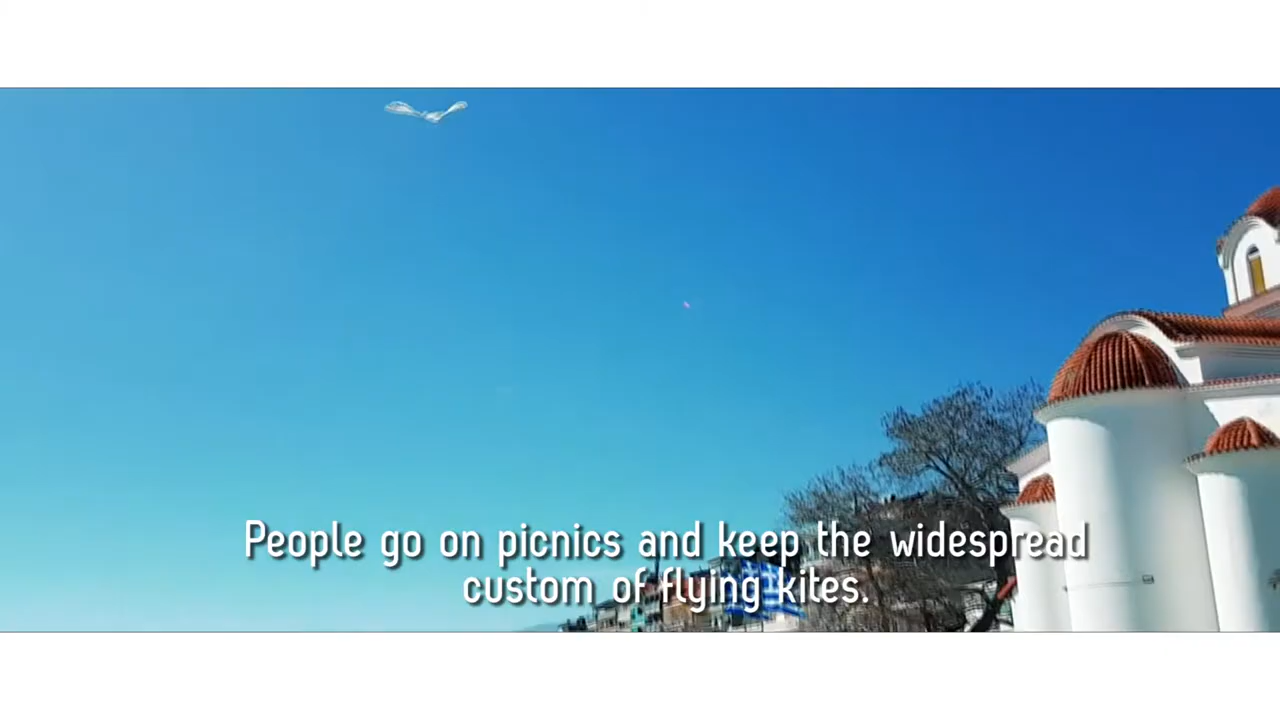 People go on picnics and keep the widespread
custom of flying kites.